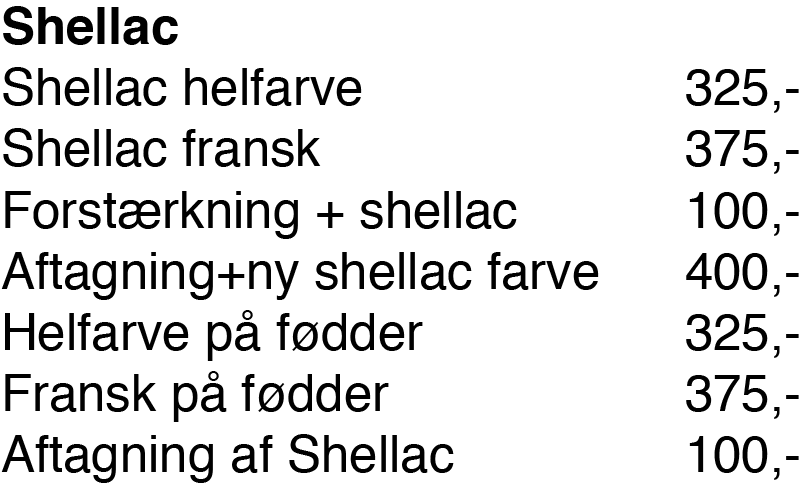 Shellac
Shellac helfarve 325,-
Shellac fransk 375,-
Forstærkning + shellac 100,-
Aftagning+ny shellac farve 400,-
Helfarve på fødder 325,-
Fransk på fødder 375,-
Aftagning af Shellac 100,-